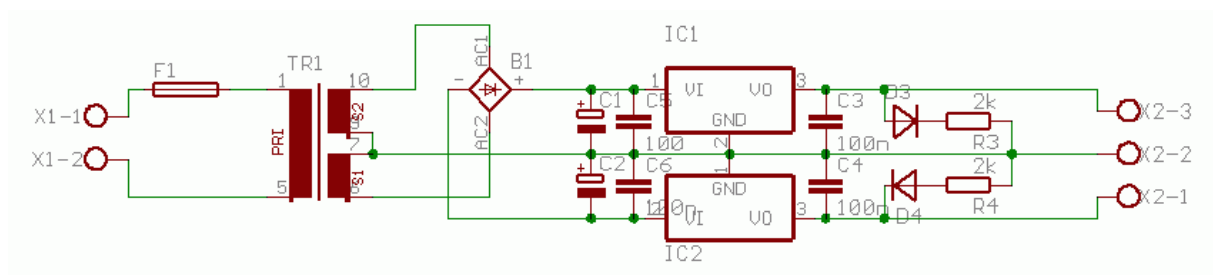 IC1
TR1
F1
1
10
AC1
B1
-
+
S2
PRI
X1-1
X1-2
7
5
S1
AC2
+
C1
C5
100
1
VI
VO
3
GND
2
C3
100n
D3
2k
R3
X2-3
X2-2
+
C2
C6
100n
1
GND
VI
VO
3
C4
100n
2k
R4
D4
X2-1
IC2